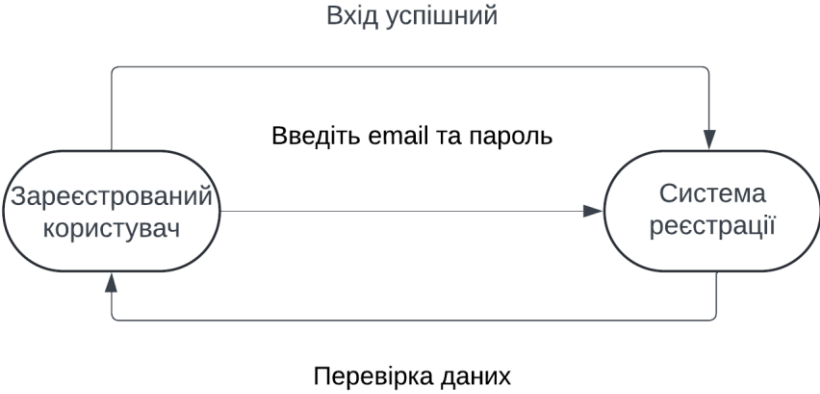 Вхід успішний
Введіть email та пароль
Зареєстрований
користувач
Система
реєстрації
Перевірка даних